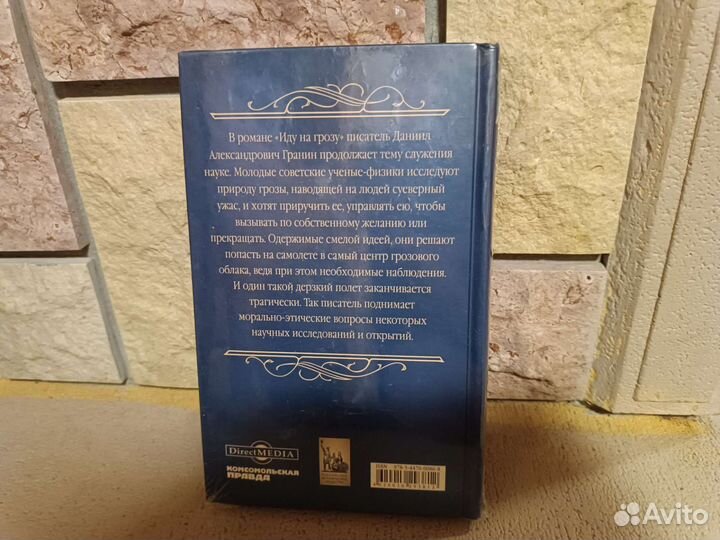 В романе «Иду на грозу» писатель Даниил
Александрович Гранин продолжает тему служения
науке. Молодые советские ученые-физики исследуют
природу грозы, наводящей на людей суеверный
ужас, и хотят приручить ее, управлять ею, чтобы
вызывать по собственному желанию или
прекращать. Одержимые смелой идеей, они решают
попасть на самолете в самый центр грозового
облака, ведя при этом необходимые наблюдения.
И один такой дерзкий полет заканчивается
трагически. Так писатель поднимает
морально-этические вопросы некоторых
научных исследований и открытий.
DirectMEDIA
КОМСОМОЛЬСКАЯ
ПРАВДА
ISBN
Avito